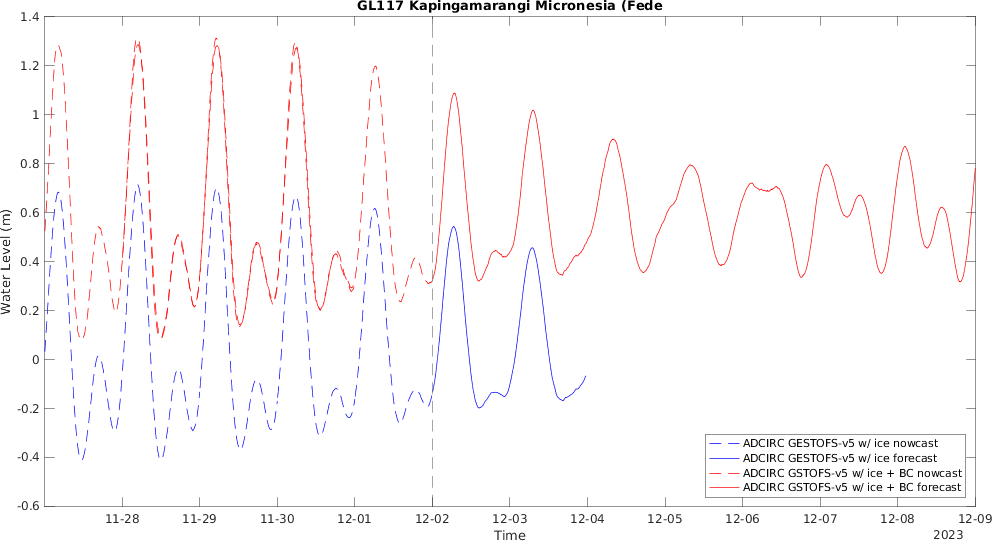 GL117 Kapingamarangi Micronesia (Fede
1.4
1.2
1
0.8
0.6
0.4
0.2
0
-0.2
-0.4
-0.6
Water Level (m)
11-28 11-29 11-30 12-01 12-02 12-03 12-04 12-05 12-06 12-07 12-08 12-09
Time
2023
ADCIRC GESTOFS-v5 w/ ice nowcast
ADCIRC GESTOFS-v5 w/ ice forecast
ADCIRC GSTOFS-v5 w/ ice + BC nowcast
ADCIRC GSTOFS-v5 w/ ice + BC forecast